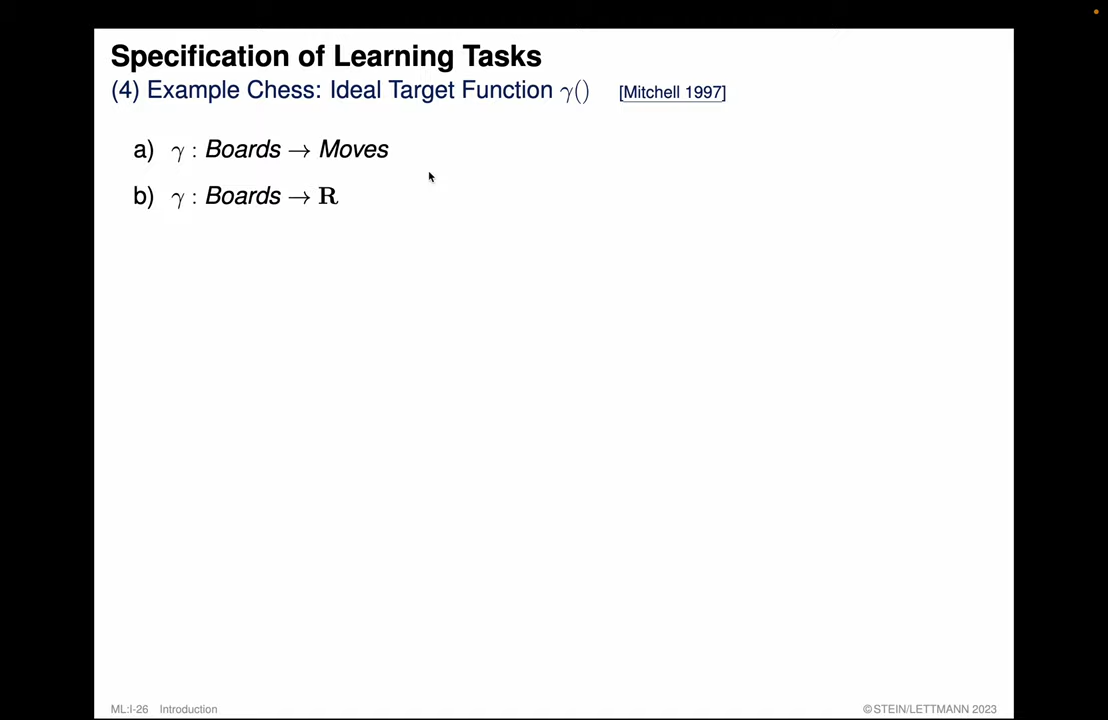 Specification of Learning Tasks
(4) Example Chess: Ideal Target Function γ() [Mitchell 1997]
a) γ : Boards → Moves
b) γ : Boards → R
ML:I-26 Introduction ©STEIN/LETTMANN 2023